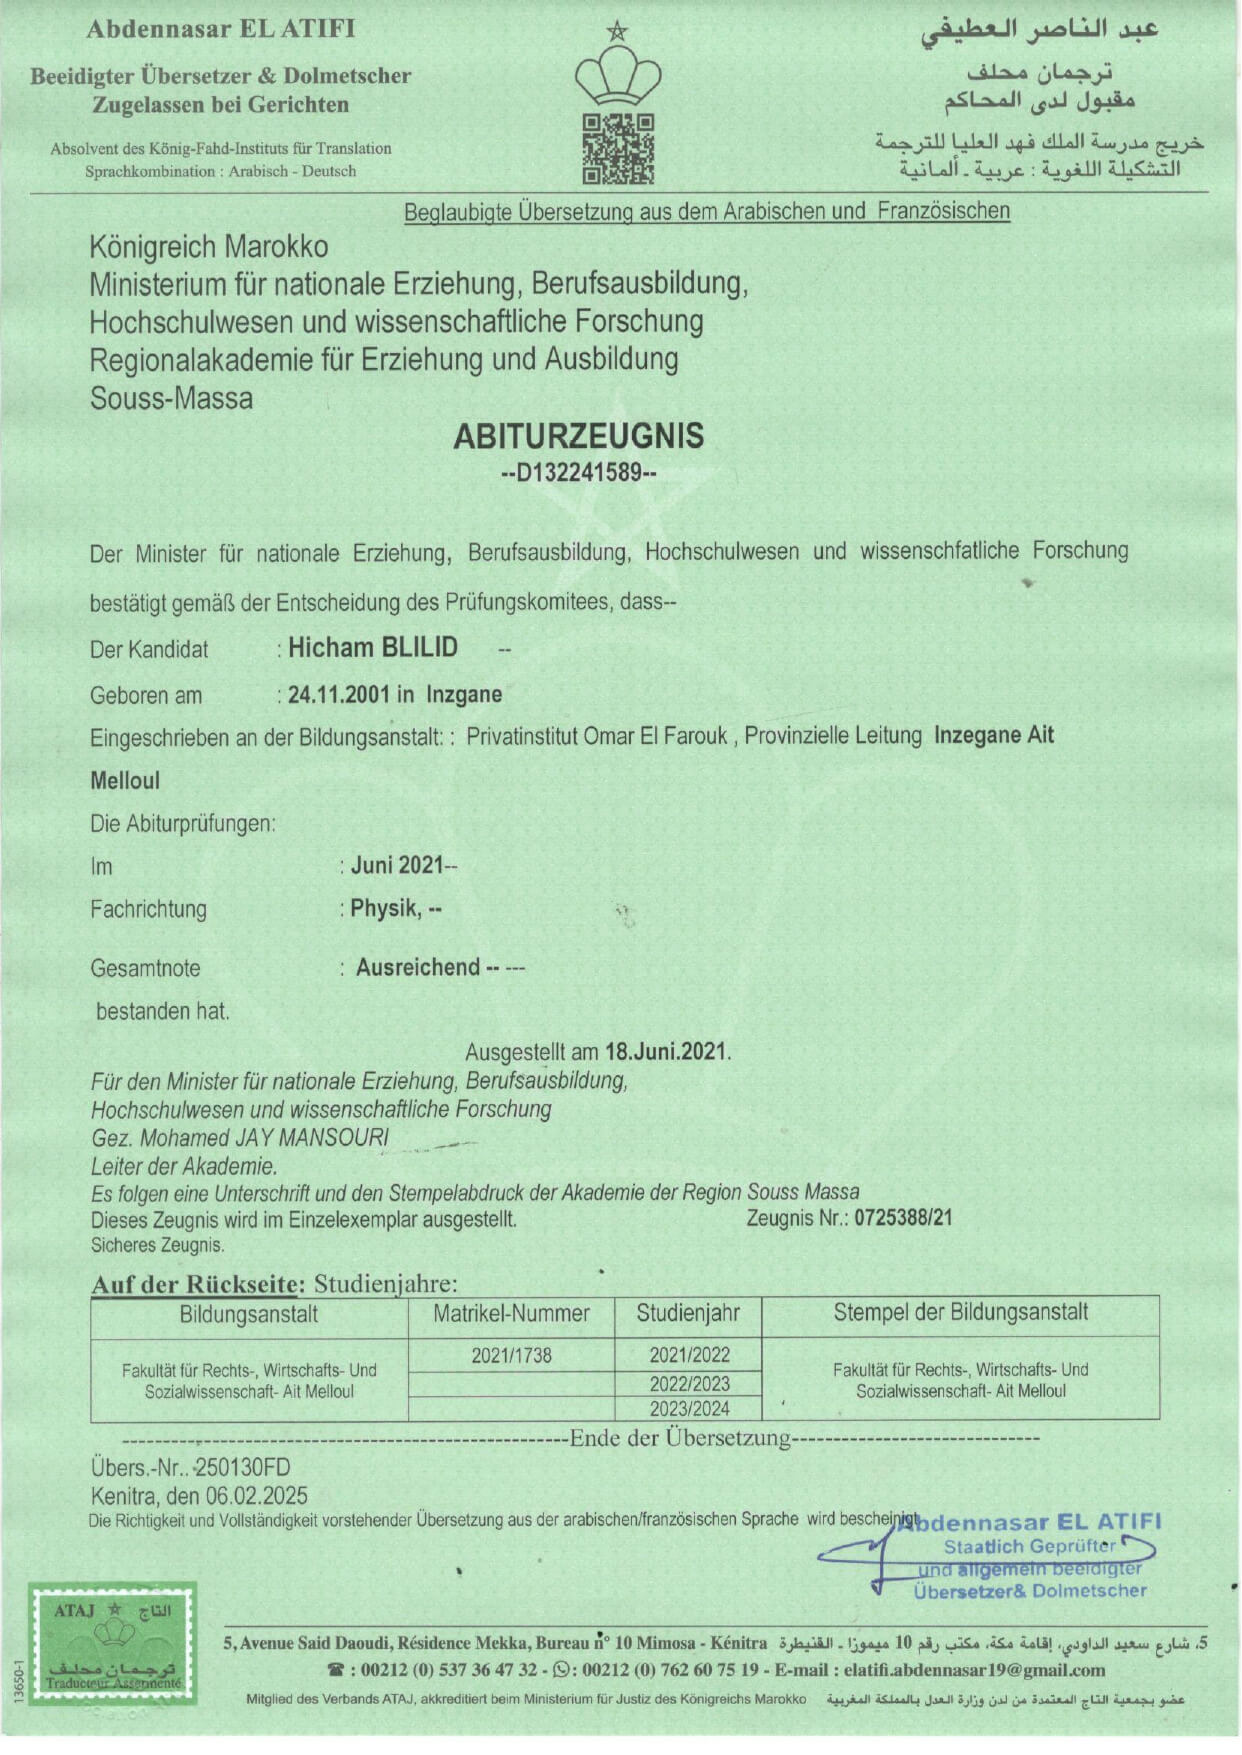 Abdennasar EL ATIFI
Beeidigter Übersetzer & Dolmetscher
Zugelassen bei Gerichten
Absolvent des König-Fahd-Instituts für Translation
Sprachkombination : Arabisch - Deutsch
عبد الناصر العطيفي
ترجمان محلف
مقبول لدى المحاكم
خريج مدرسة الملك فهد العليا للترجمة
التشكيلة اللغوية : عربية - ألمانية
Beglaubigte Übersetzung aus dem Arabischen und Französischen
Königreich Marokko
Ministerium für nationale Erziehung, Berufsausbildung,
Hochschulwesen und wissenschaftliche Forschung
Regionalakademie für Erziehung und Ausbildung
Souss-Massa
ABITURZEUGNIS
--D132241589--
Der Minister für nationale Erziehung, Berufsausbildung, Hochschulwesen und wissenschfatliche Forschung
bestätigt gemäß der Entscheidung des Prüfungskomitees, dass--
Der Kandidat : Hicham BLILID --
Geboren am : 24.11.2001 in Inzgane
Eingeschrieben an der Bildungsanstalt: : Privatinstitut Omar El Farouk , Provinzielle Leitung Inzegane Ait
Melloul
Die Abiturprüfungen:
Im : Juni 2021--
Fachrichtung : Physik, --
Gesamtnote : Ausreichend -- ---
bestanden hat.
Ausgestellt am 18.Juni.2021.
Für den Minister für nationale Erziehung, Berufsausbildung,
Hochschulwesen und wissenschaftliche Forschung
Gez. Mohamed JAY MANSOURI
Leiter der Akademie.
Es folgen eine Unterschrift und den Stempelabdruck der Akademie der Region Souss Massa
Dieses Zeugnis wird im Einzelexemplar ausgestellt. Zeugnis Nr.: 0725388/21
Sicheres Zeugnis.
Auf der Rückseite: Studienjahre:
Bildungsanstalt Matrikel-Nummer Studienjahr Stempel der Bildungsanstalt
Fakultät für Rechts-, Wirtschafts- Und
Sozialwissenschaft- Ait Melloul
2021/1738 2021/2022
2022/2023
2023/2024
Fakultät für Rechts-, Wirtschafts- Und
Sozialwissenschaft- Ait Melloul
------------------------------------------------------Ende der Übersetzung------------------------------
Übers.-Nr.. 250130FD
Kenitra, den 06.02.2025
Die Richtigkeit und Vollständigkeit vorstehender Übersetzung aus der arabischen/französischen Sprache wird bescheinigt
Abdennasar EL ATIFI
Staatlich Geprüfter
und allgemein beeidigter
Übersetzer& Dolmetscher
ATAJ التاج
ترجمان محلف
Traducteur Assermenté
13650-1
5, Avenue Said Daoudi, Résidence Mekka, Bureau n° 10 Mimosa - Kénitra 5، شارع سعيد الداودي، إقامة مكة، مكتب رقم 10 ميموزا - القنيطرة
☎ : 00212 (0) 537 36 47 32 - : 00212 (0) 762 60 75 19 - E-mail : elatifi.abdennasar19@gmail.com
Mitglied des Verbands ATAJ, akkreditiert beim Ministerium für Justiz des Königreichs Marokko عضو بجمعية التاج المعتمدة من لدن وزارة العدل بالمملكة المغربية